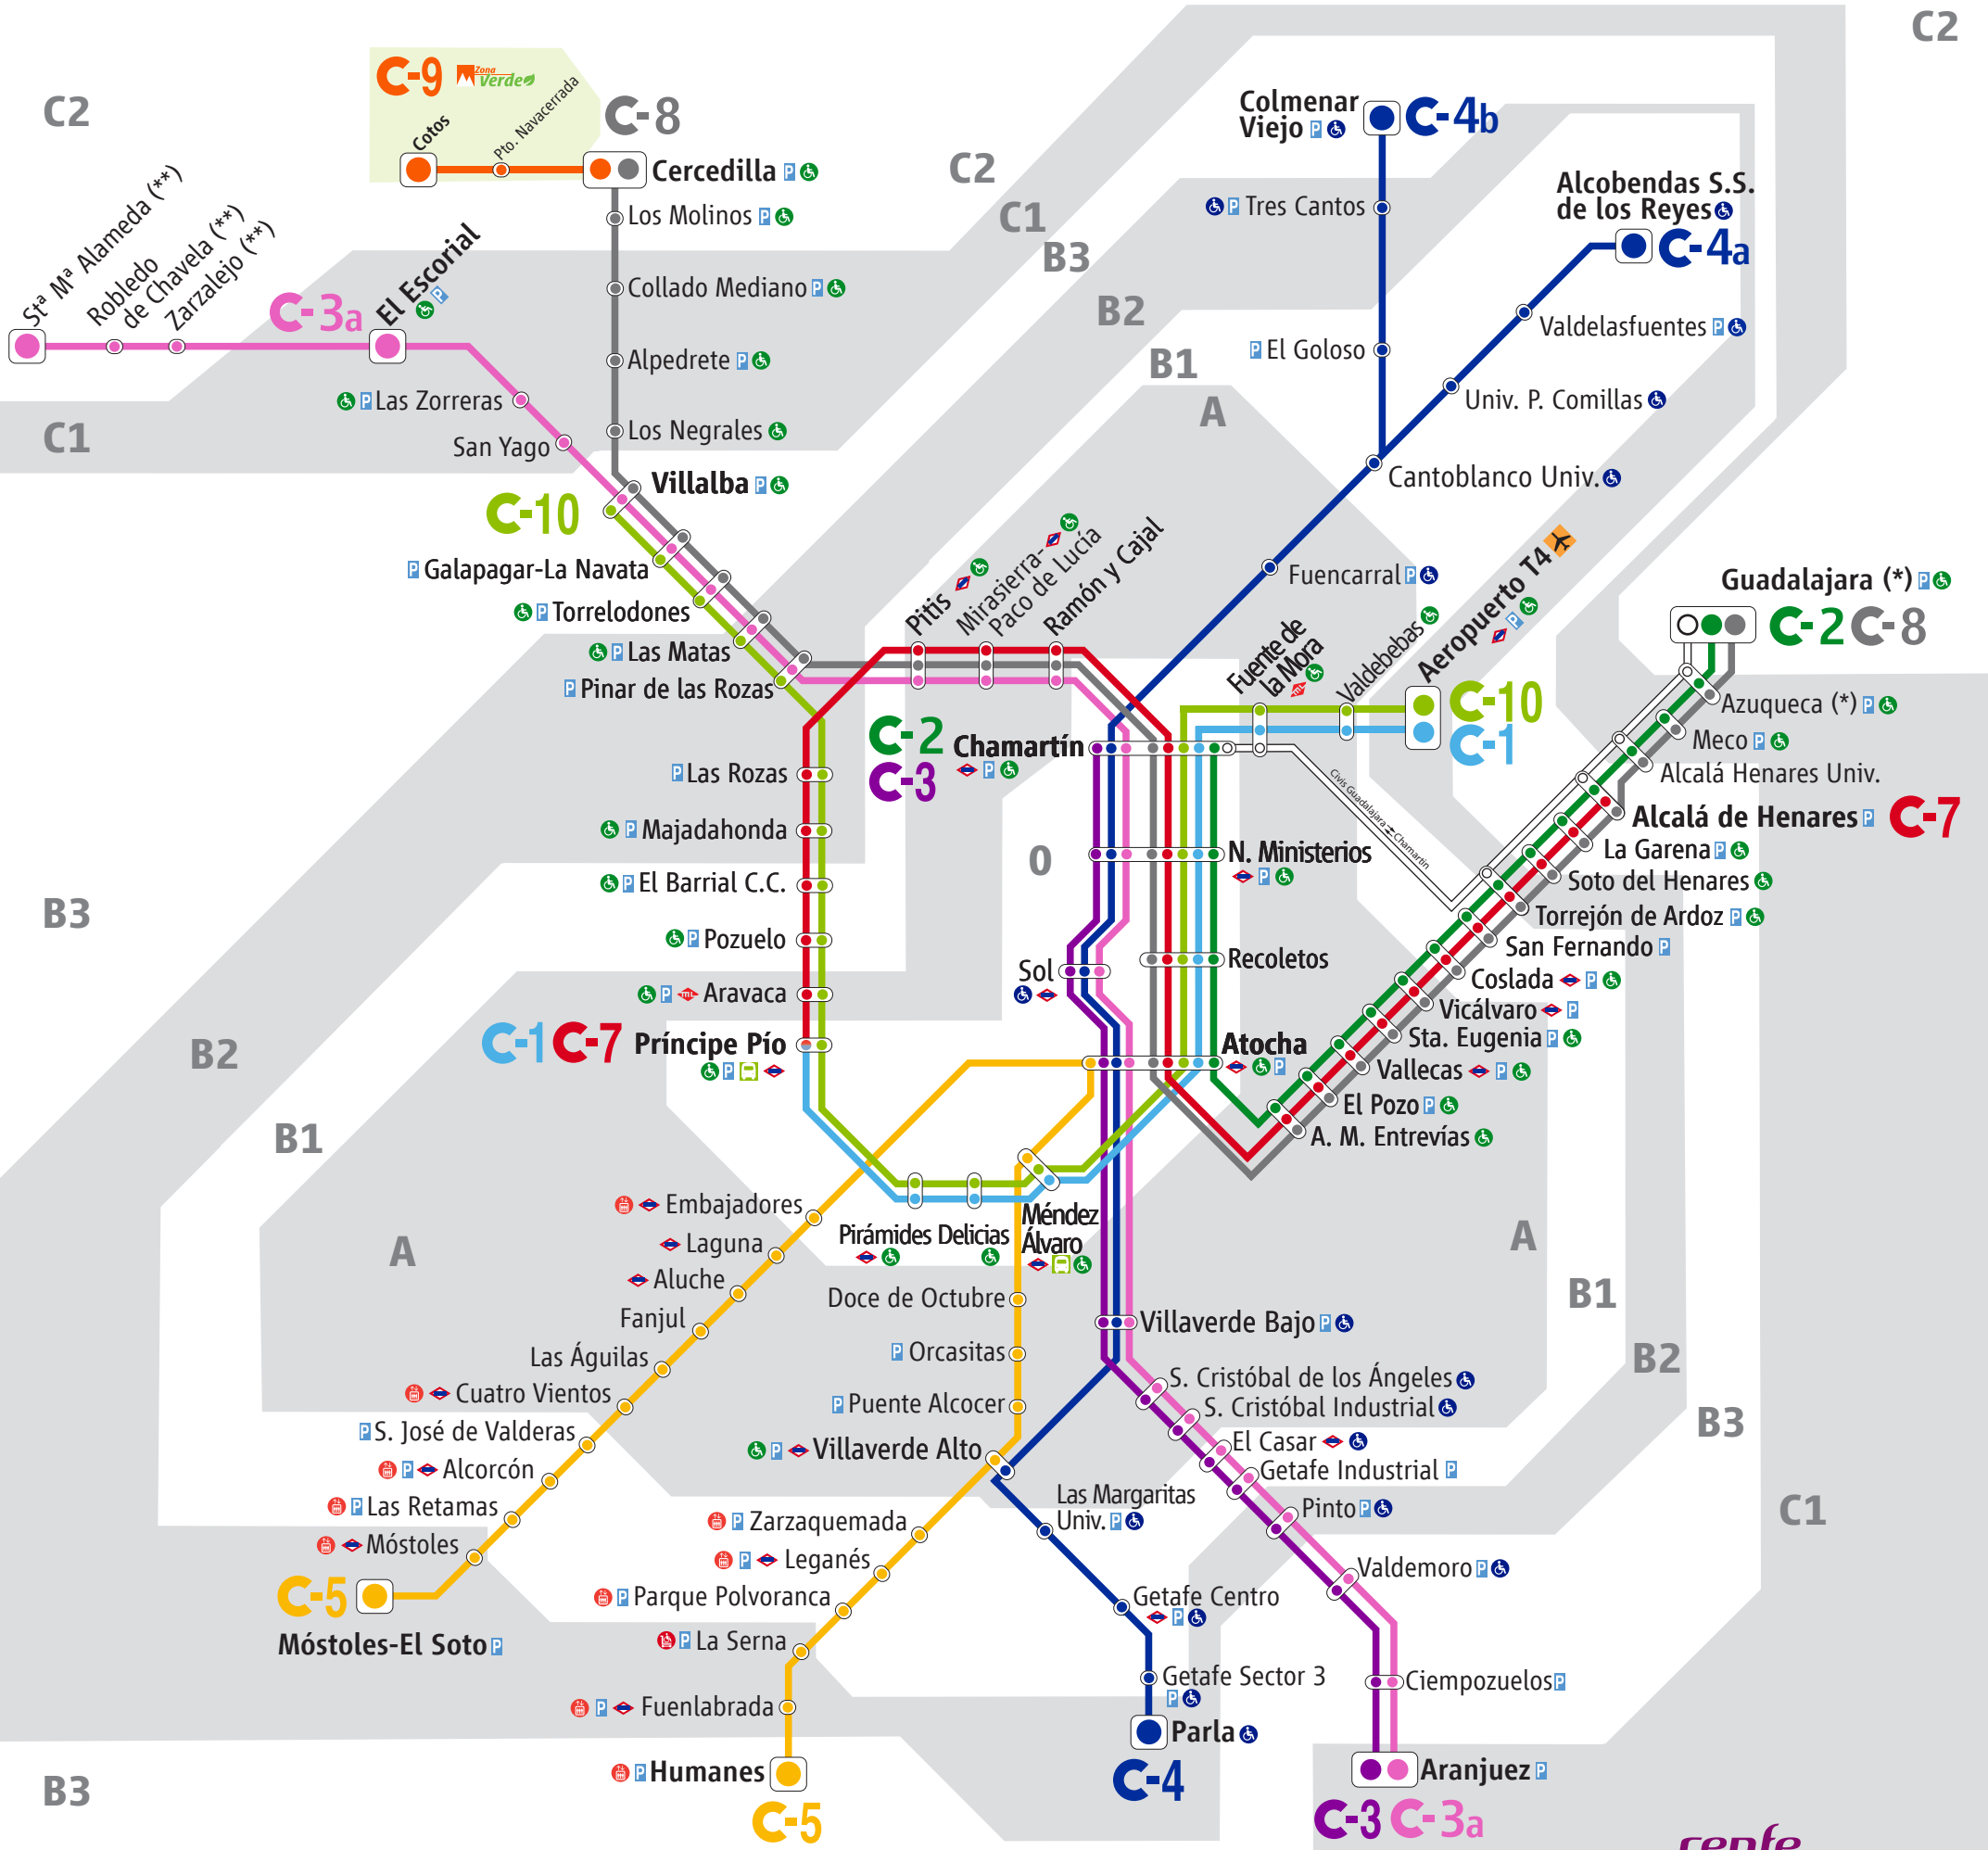 C2
C2
C-9
Zona
Verde
Cotos
Pto. Navacerrada
C-8
Cercedilla
Los Molinos
Collado Mediano
Alpedrete
Los Negrales
Villalba
C2
C1
B3
B2
B1
A
Colmenar
Viejo
C-4b
Tres Cantos
El Goloso
Alcobendas S.S.
de los Reyes
C-4a
Valdelasfuentes
Univ. P. Comillas
Cantoblanco Univ.
Fuencarral
Stª Mª Alameda (**)
Robledo
de Chavela (**)
Zarzalejo (**)
C-3a
El Escorial
Las Zorreras
San Yago
C1
C-10
Galapagar-La Navata
Torrelodones
Las Matas
Pinar de las Rozas
Pitis
Mirasierra-
Paco de Lucía
Ramón y Cajal
Fuente de
la Mora
Valdebebas
Aeropuerto T4
C-10
C-1
Guadalajara (*)
C-2 C-8
Azuqueca (*)
Meco
Alcalá Henares Univ.
Alcalá de Henares
C-7
La Garena
Soto del Henares
Torrejón de Ardoz
San Fernando
Coslada
Vicálvaro
Sta. Eugenia
Vallecas
El Pozo
A. M. Entrevías
Civis Guadalajara Chamartín
C-2
C-3
Chamartín
N. Ministerios
0
Recoletos
Sol
Atocha
Las Rozas
Majadahonda
El Barrial C.C.
Pozuelo
Aravaca
C-1 C-7 Príncipe Pío
B3
B2
B1
A
Embajadores
Laguna
Aluche
Fanjul
Las Águilas
Cuatro Vientos
S. José de Valderas
Alcorcón
Las Retamas
Móstoles
C-5
Móstoles-El Soto
Pirámides
Delicias
Méndez
Álvaro
Doce de Octubre
Orcasitas
Puente Alcocer
Villaverde Alto
Zarzaquemada
Leganés
Parque Polvoranca
La Serna
Fuenlabrada
Humanes
C-5
Villaverde Bajo
S. Cristóbal de los Ángeles
S. Cristóbal Industrial
El Casar
Getafe Industrial
Pinto
Valdemoro
Ciempozuelos
Aranjuez
C-3 C-3a
Las Margaritas
Univ.
Getafe Centro
Getafe Sector 3
Parla
C-4
A
B1
B2
B3
C1
B3
renfe